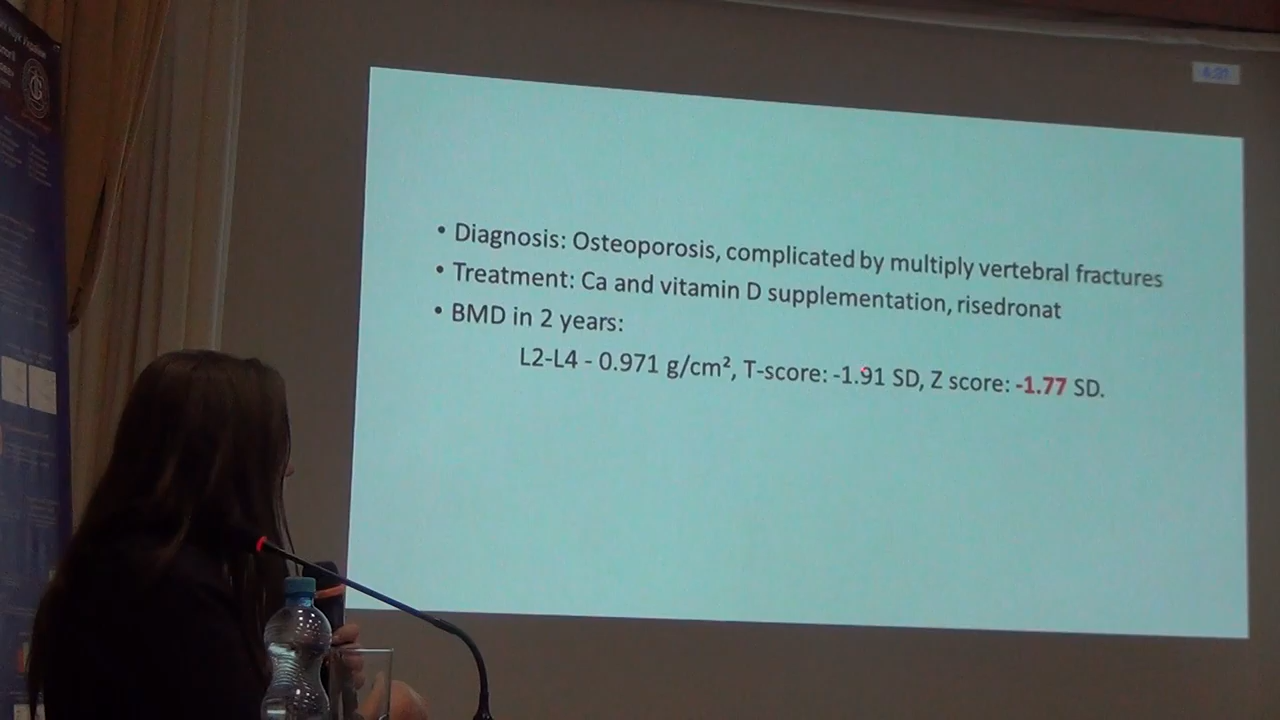 • Diagnosis: Osteoporosis, complicated by multiply vertebral fractures
• Treatment: Ca and vitamin D supplementation, risedronat
• BMD in 2 years:
L2-L4 - 0.971 g/cm², T-score: -1.91 SD, Z score: -1.77 SD.